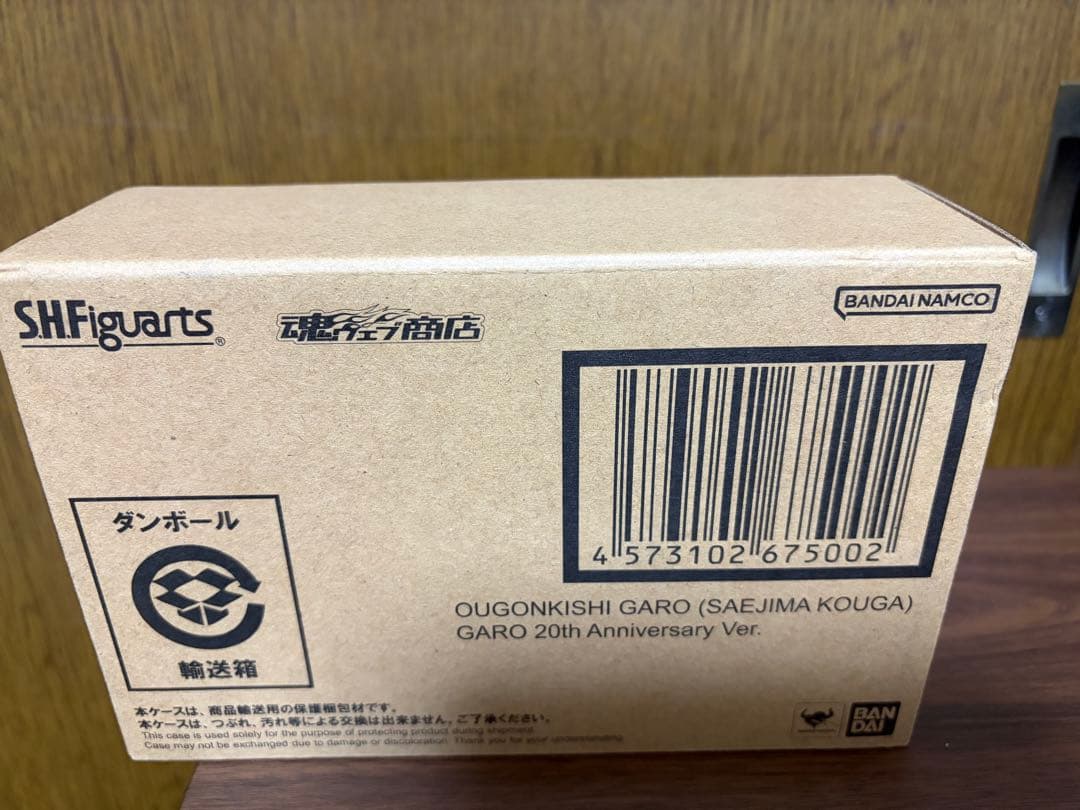 S.H.Figuarts®
魂ウェブ商店
BANDAI NAMCO
4 573102 675002
OUGONKISHI GARO (SAEJIMA KOUGA)
GARO 20th Anniversary Ver.
ダンボール
輸送箱
本ケースは、商品輸送用の保護梱包材です。
本ケースは、つぶれ、汚れ等による交換は出来ません。ご了承ください。
This case is used solely for the purpose of protecting product during shipment.
Case may not be exchanged due to damage or discoloration. Thank you for your understanding.
BAN
DAI